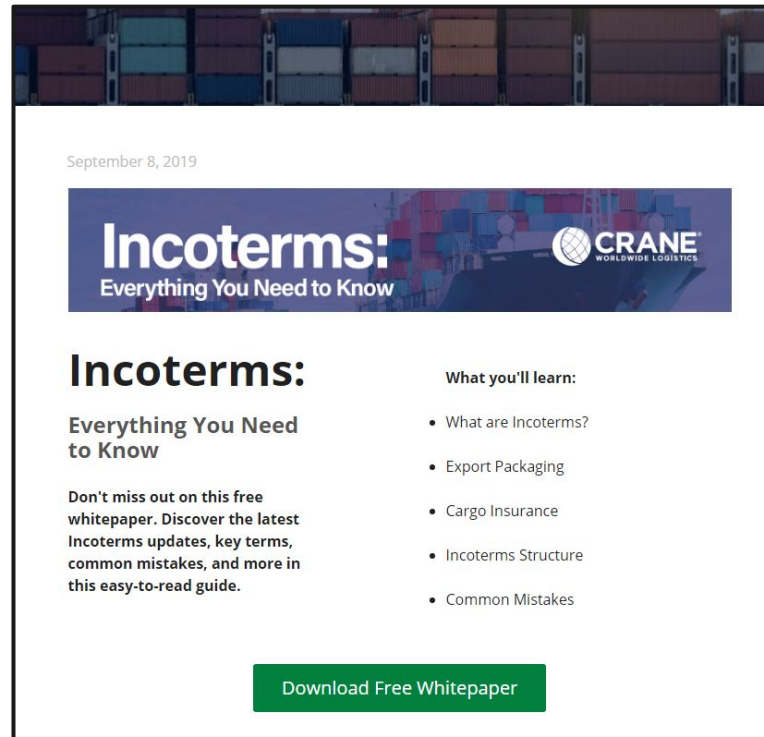 September 8, 2019
Incoterms:
Everything You Need to Know
CRANE
WORLDWIDE LOGISTICS
Incoterms:
Everything You Need
to Know
Don't miss out on this free
whitepaper. Discover the latest
Incoterms updates, key terms,
common mistakes, and more in
this easy-to-read guide.
What you'll learn:
• What are Incoterms?
• Export Packaging
• Cargo Insurance
• Incoterms Structure
• Common Mistakes
Download Free Whitepaper